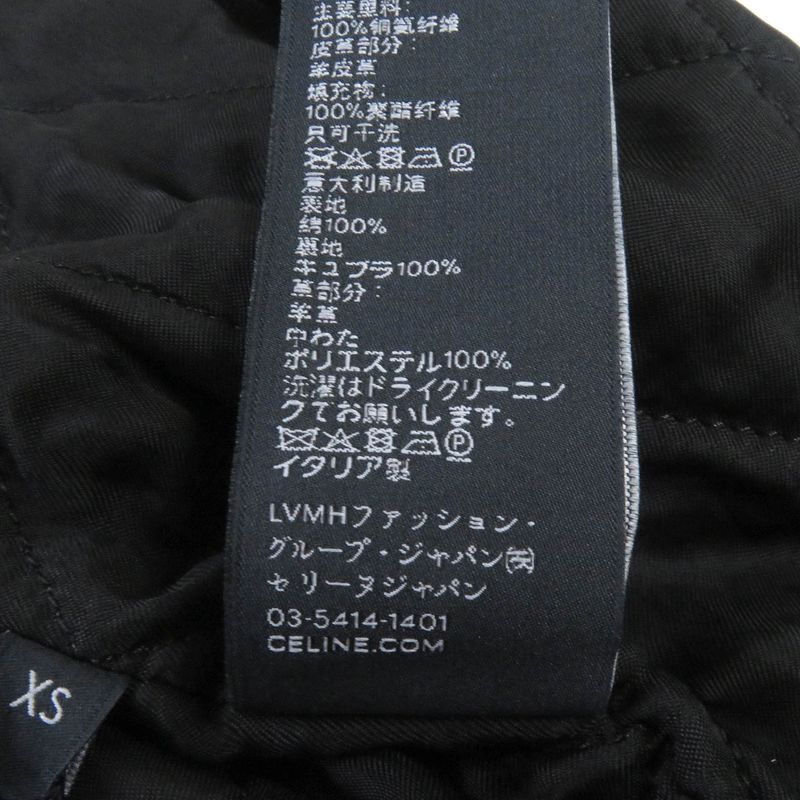 主要塑料:
100%铜氨纤维
皮革部分:
羊皮革
填充物:
100%聚酯纤维
只可干洗
意大利制造
表地
綿100%
裏地
キュプラ100%
革部分:
羊革
中わた
ポリエステル100%
洗濯はドライクリーニン
グでお願いします。
イタリア製
LVMHファッション・
グループ・ジャパン㈱
セリーヌジャパン
03-5414-1401
CELINE.COM
XS